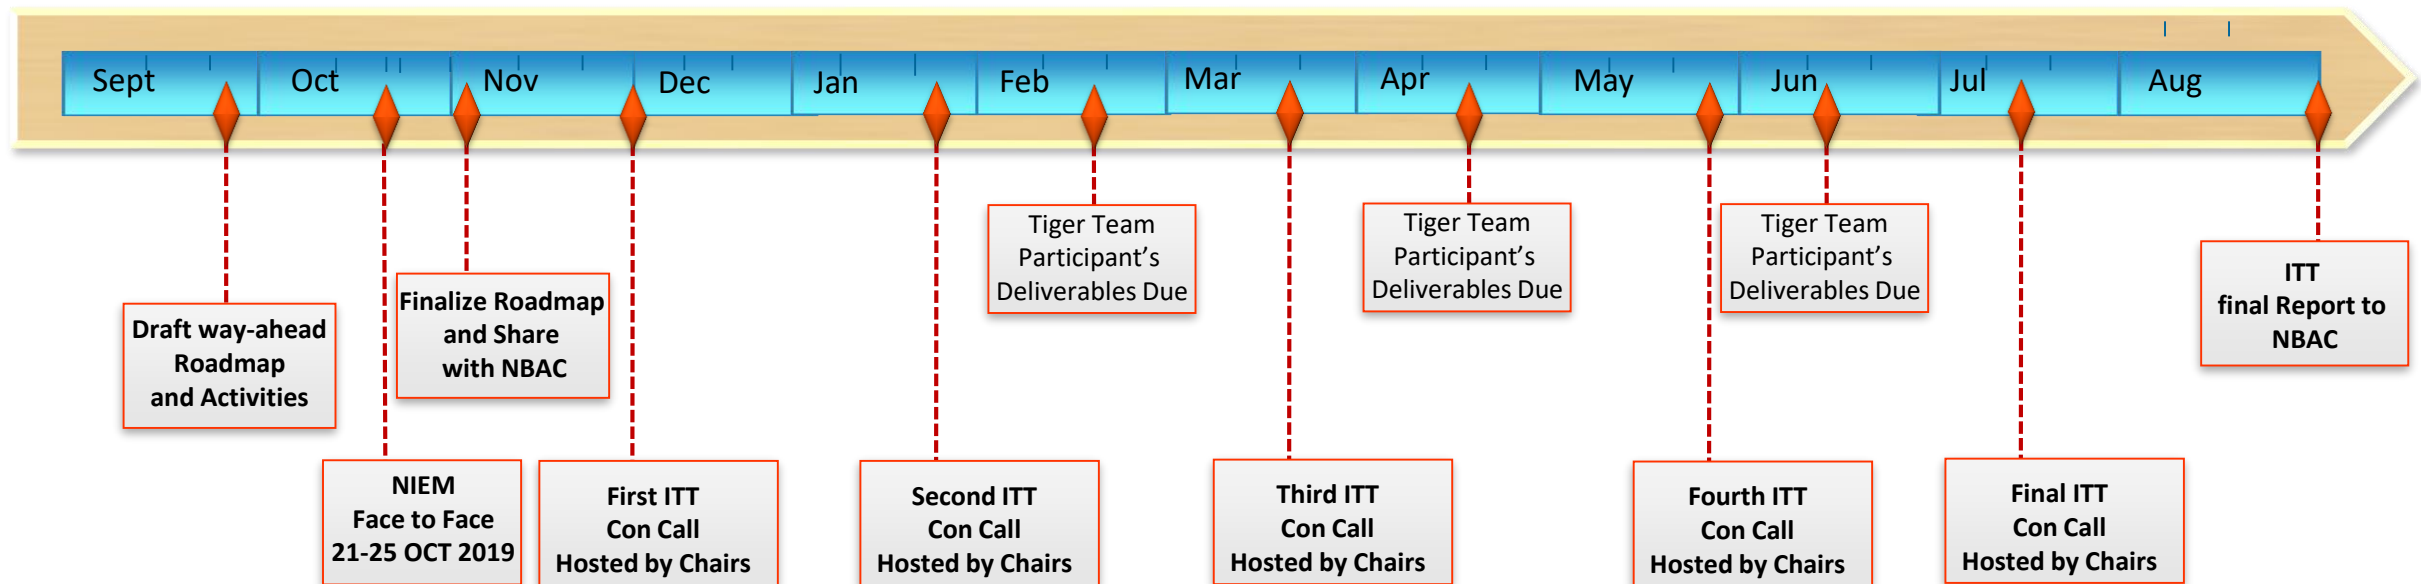 Sept
Oct
Nov
Dec
Jan
Feb
Mar
Apr
May
Jun
Jul
Aug
Draft way-ahead
Roadmap
and Activities
NIEM
Face to Face
21-25 OCT 2019
Finalize Roadmap
and Share
with NBAC
First ITT
Con Call
Hosted by Chairs
Second ITT
Con Call
Hosted by Chairs
Tiger Team
Participant’s
Deliverables Due
Third ITT
Con Call
Hosted by Chairs
Tiger Team
Participant’s
Deliverables Due
Fourth ITT
Con Call
Hosted by Chairs
Tiger Team
Participant’s
Deliverables Due
Final ITT
Con Call
Hosted by Chairs
ITT
final Report to
NBAC